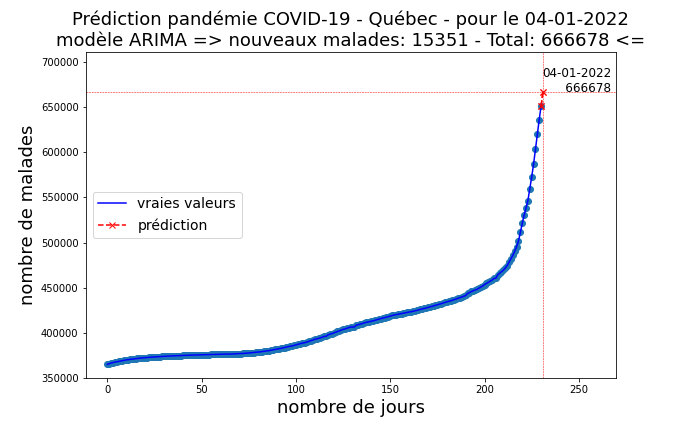 Prédiction pandémie COVID-19 - Québec - pour le 04-01-2022
modèle ARIMA => nouveaux malades: 15351 - Total: 666678 <=
700000
650000
600000
550000
500000
450000
400000
350000
nombre de malades
04-01-2022
666678
vraies valeurs
prédiction
0
50
100
150
200
250
nombre de jours